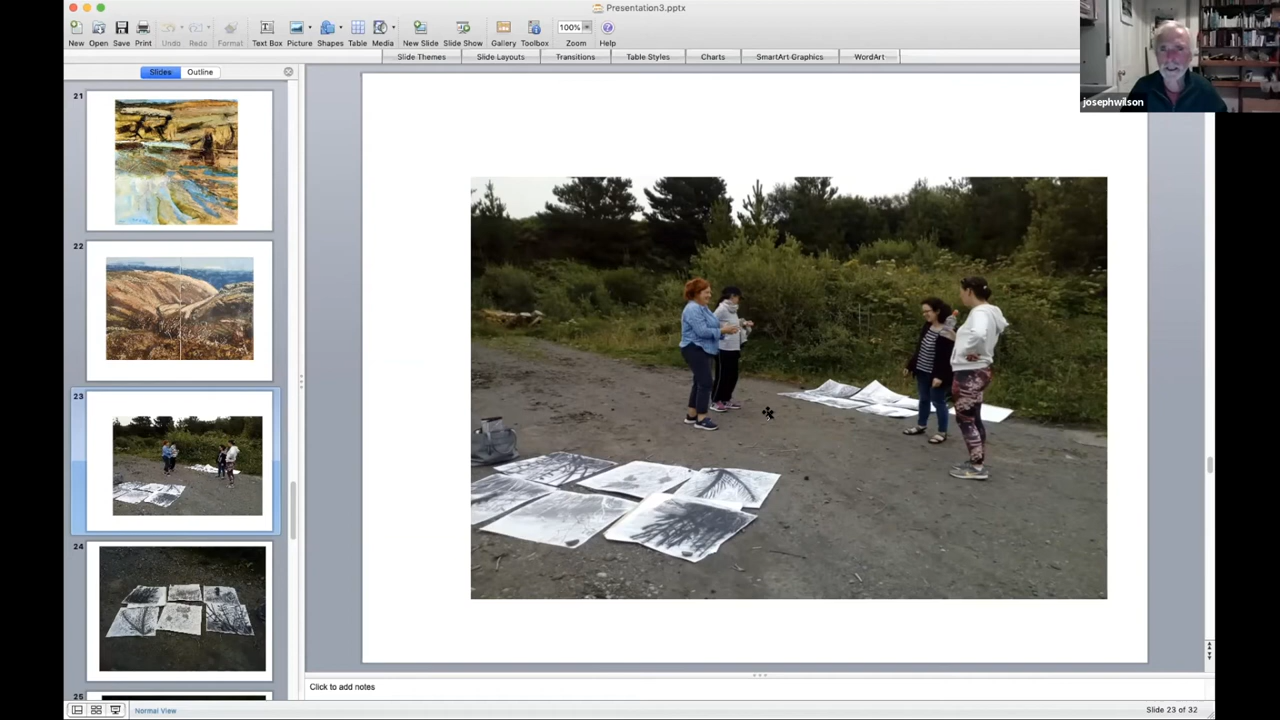 Presentation3.pptx
New Open Save Print Undo Redo Format Text Box Picture Shapes Table Media New Slide Slide Show Gallery Toolbox 100% Zoom Help
Slide Themes Slide Layouts Transitions Table Styles Charts SmartArt Graphics WordArt
josephwilson
Slides Outline
21
22
23
24
25
Click to add notes
Normal View
Slide 23 of 32